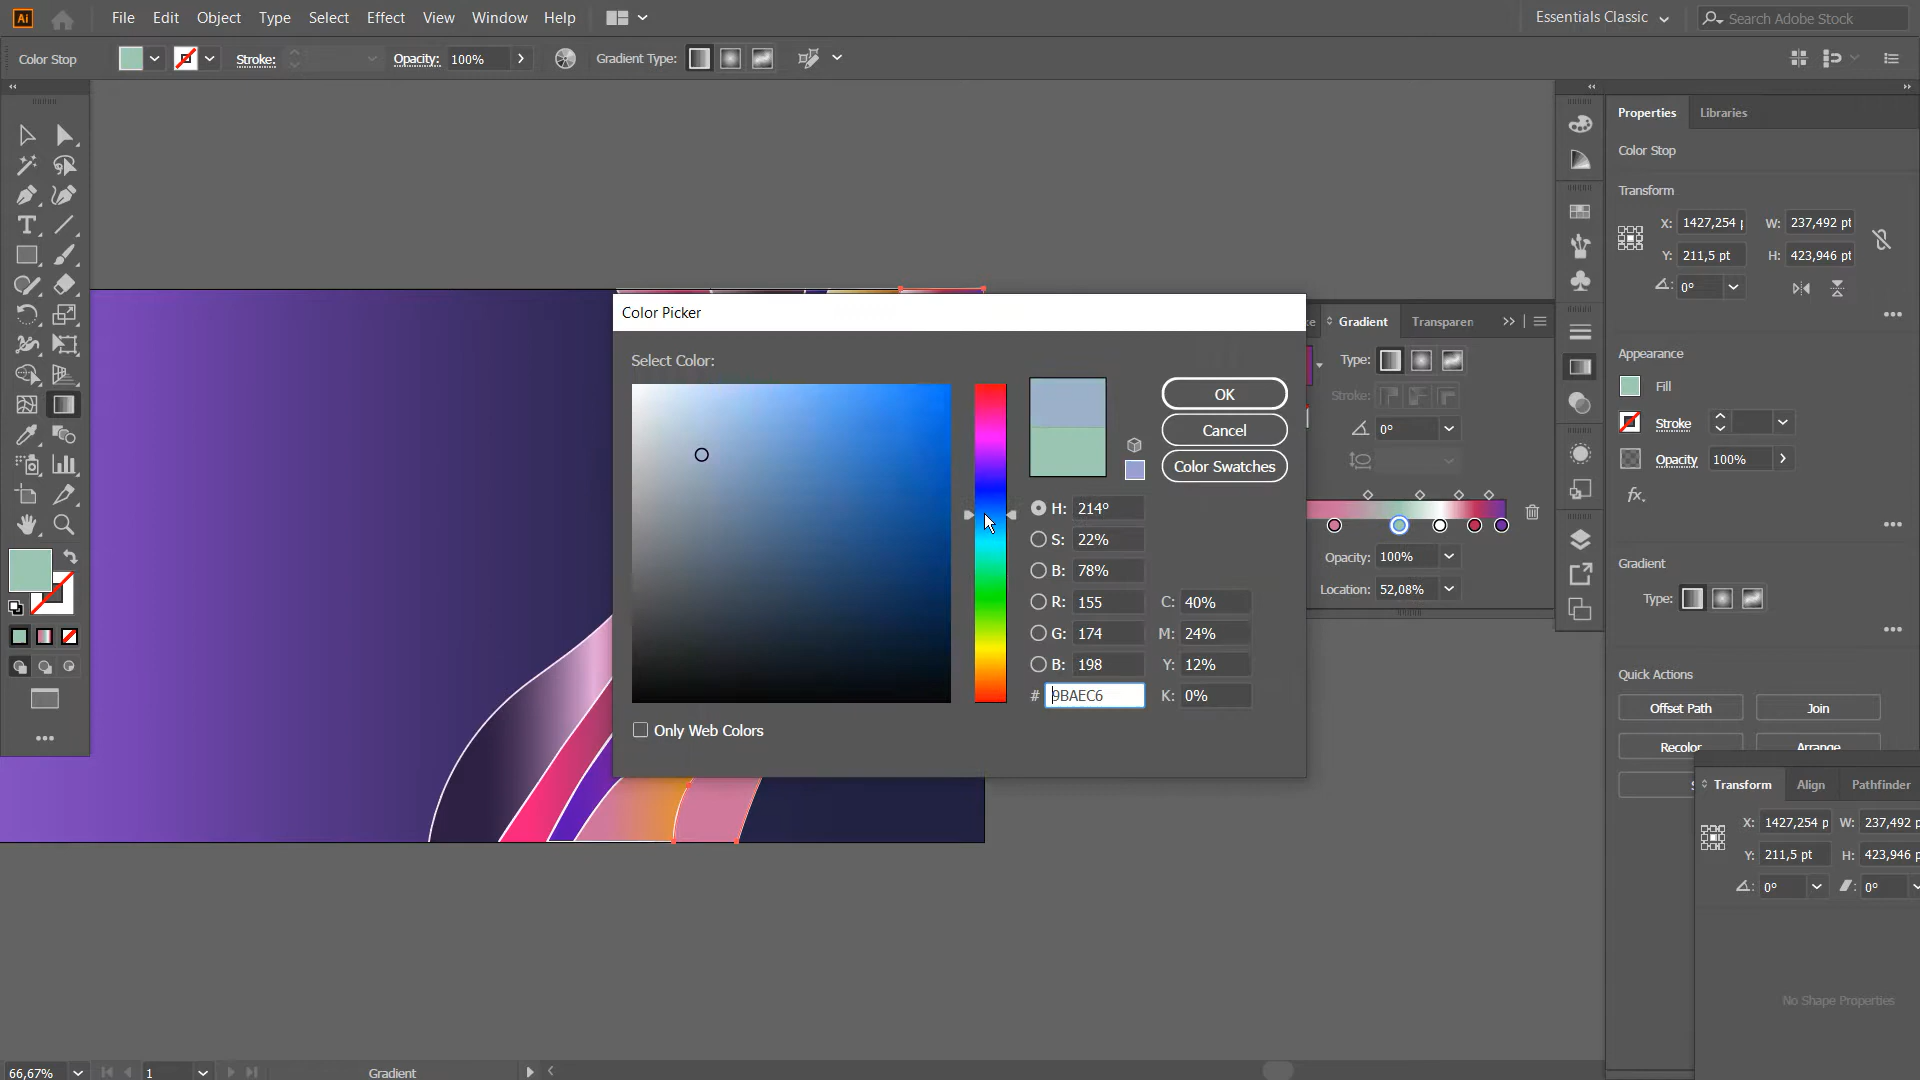 Ai File Edit Object Type Select Effect View Window Help Essentials Classic Search Adobe Stock
Color Stop Stroke: Opacity: 100% Gradient Type:
Properties Libraries
Color Stop
Transform
X: 1427,254 W: 237,492 pt
Y: 211,5 pt H: 423,946 pt
0°
Appearance
Fill
Stroke
Opacity 100%
fx.
Gradient
Type:
Quick Actions
Offset Path Join
Recolor Arrange
Color Picker
Select Color:
OK
Cancel
Color Swatches
H: 214°
S: 22%
B: 78%
R: 155 C: 40%
G: 174 M: 24%
B: 198 Y: 12%
# 9BAEC6 K: 0%
Only Web Colors
Gradient Transparen
Type:
Stroke:
0°
Opacity: 100%
Location: 52,08%
Transform Align Pathfinder
X: 1427,254 p W: 237,492
Y: 211,5 pt H: 423,946
0° 0°
No Shape Properties
66,67% 1 Gradient